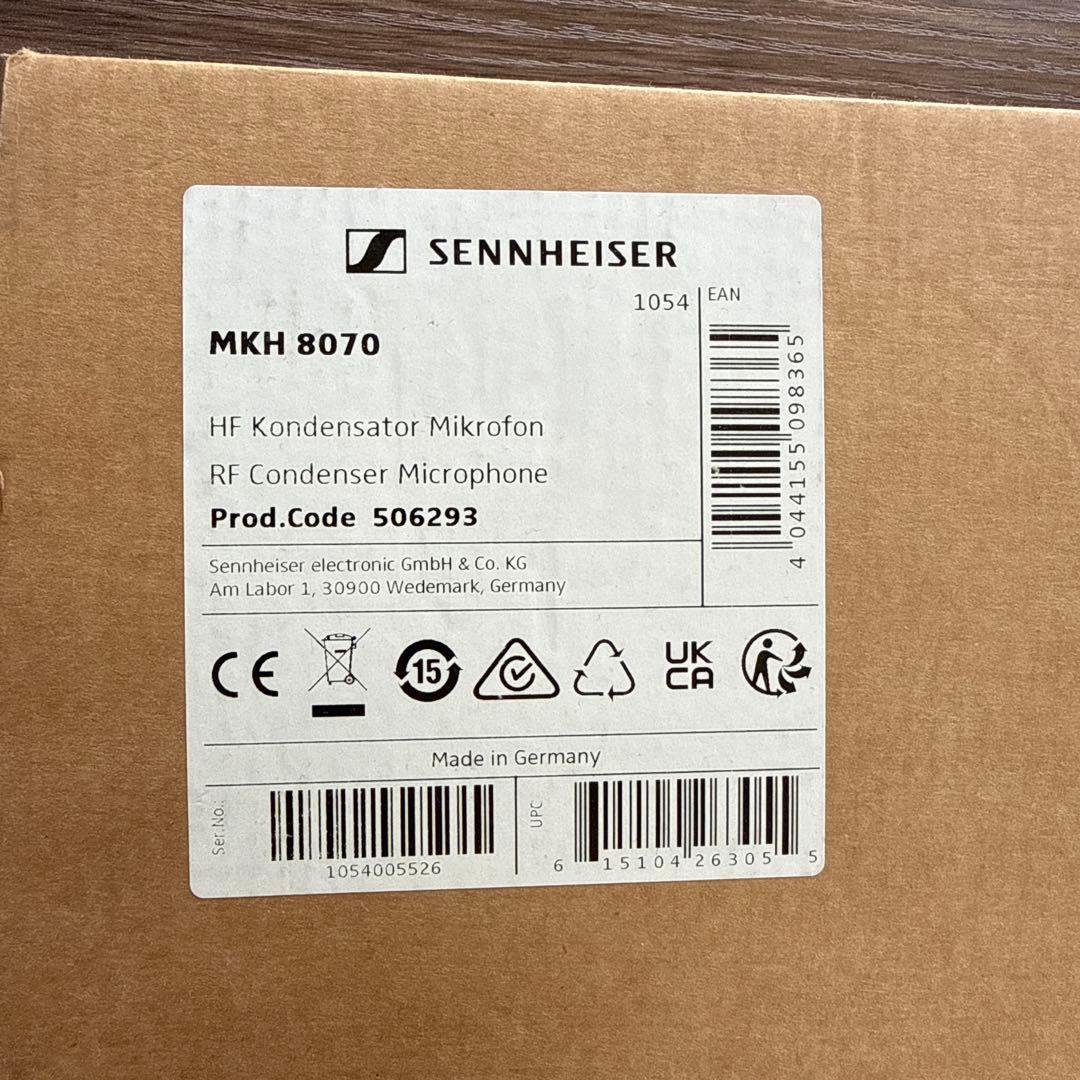 SENNHEISER
1054
EAN
MKH 8070
HF Kondensator Mikrofon
RF Condenser Microphone
Prod.Code 506293
4 044155 098365
Sennheiser electronic GmbH & Co. KG
Am Labor 1, 30900 Wedemark, Germany
CE
15
UK
CA
Made in Germany
Ser.No.:
1054005526
UPC
6 15104 26305 5